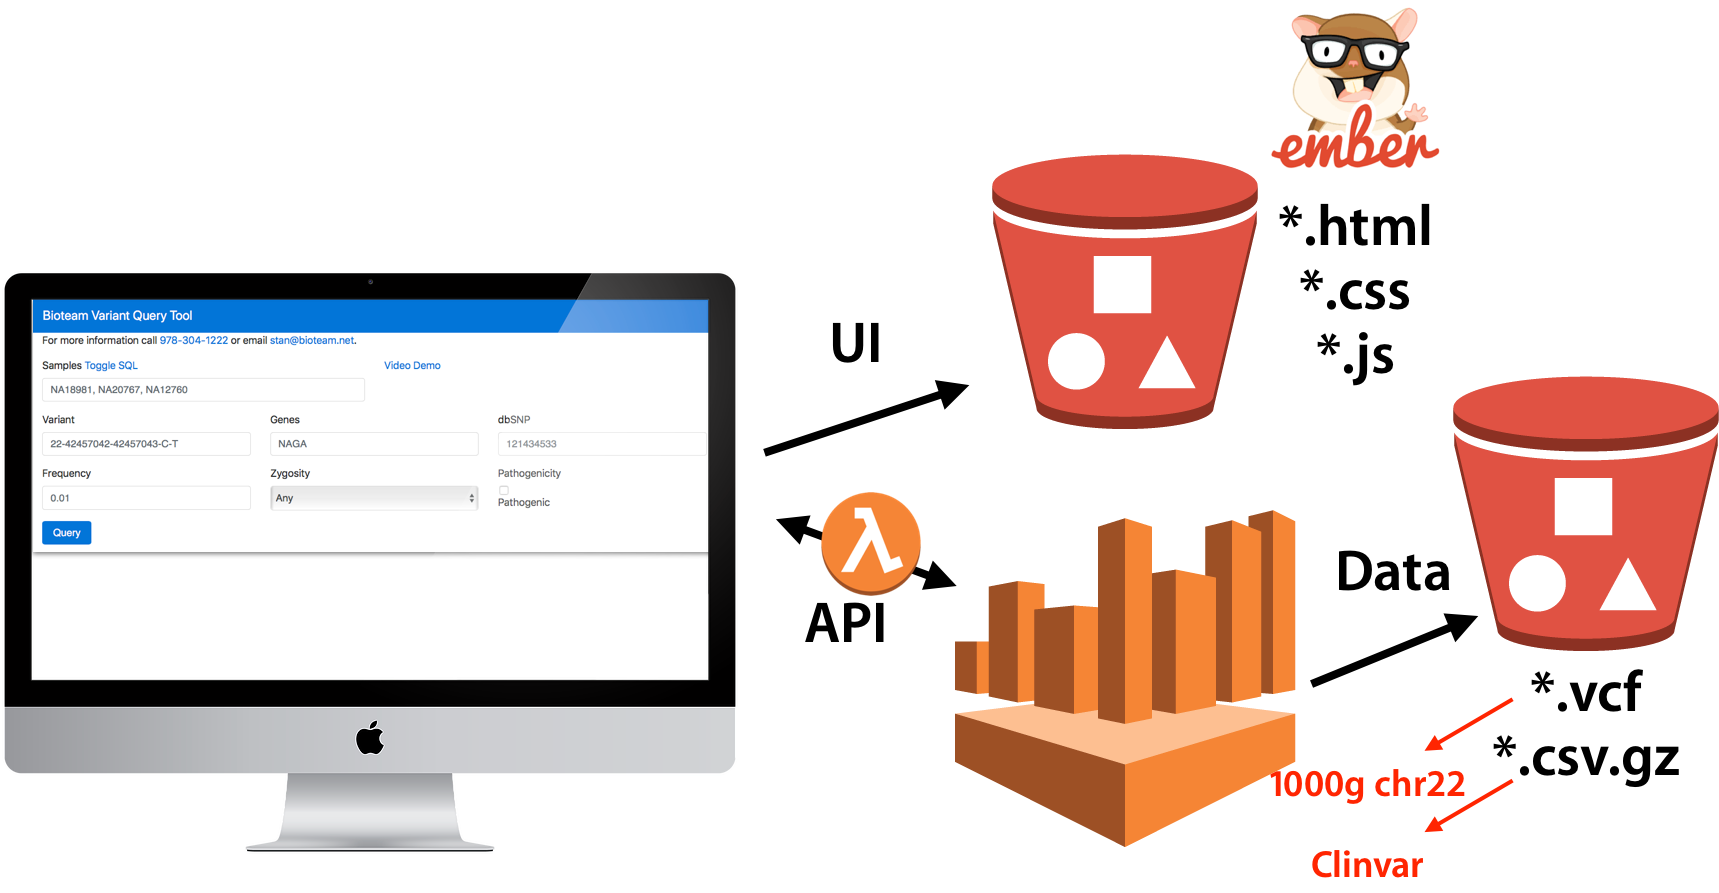 Bioteam Variant Query Tool
For more information call 978-304-1222 or email stan@bioteam.net.
Samples Toggle SQL
Video Demo
NA18981, NA20767, NA12760
Variant
Genes
dbSNP
22-42457042-42457043-C-T
NAGA
121434533
Frequency
Zygosity
Pathogenicity
0.01
Any
Pathogenic
Query
UI
ember
*.html
*.css
*.js
λ
API
Data
*.vcf
*.csv.gz
1000g chr22
Clinvar